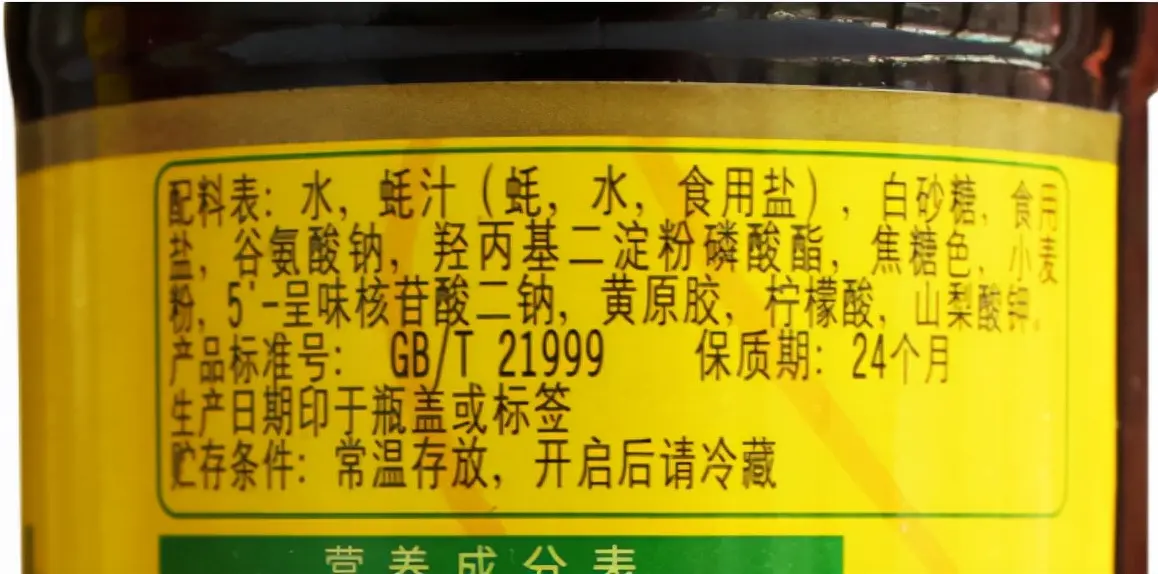 配料表：水，蚝汁（蚝，水，食用盐），白砂糖，食用
盐，谷氨酸钠，羟丙基二淀粉磷酸酯，焦糖色，小麦
粉，5'-呈味核苷酸二钠，黄原胶，柠檬酸，山梨酸钾。
产品标准号： GB/T 21999 保质期：24个月
生产日期印于瓶盖或标签
贮存条件：常温存放，开启后请冷藏
营养成分表